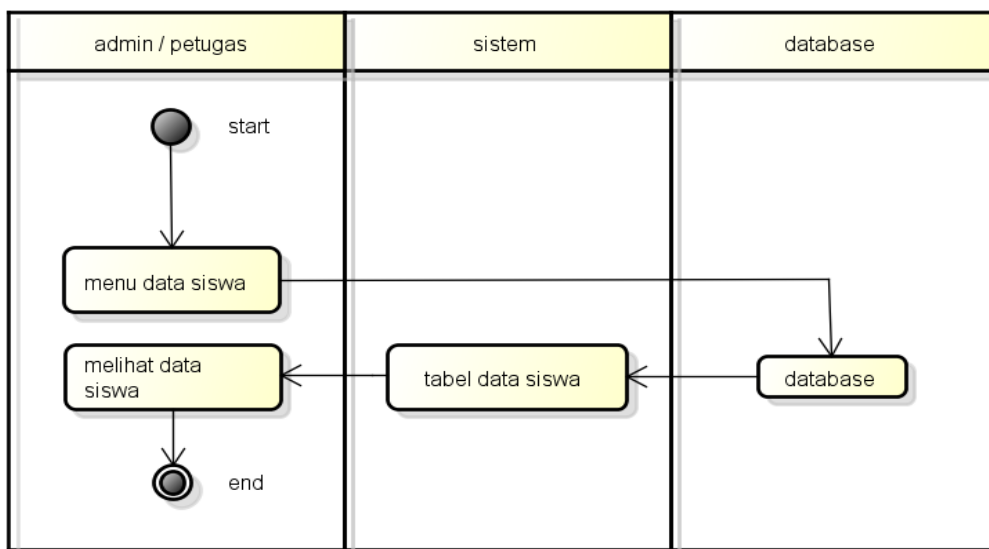 admin / petugas
sistem
database
start
menu data siswa
melihat data
siswa
tabel data siswa
database
end